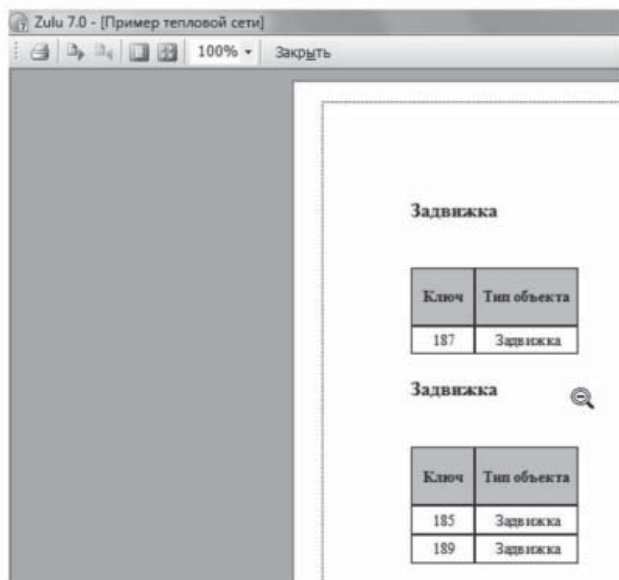 Zulu 7.0 - [Пример тепловой сети]
100% Закрыть
Задвижка
Ключ Тип объекта
187 Задвижка
Задвижка
Ключ Тип объекта
185 Задвижка
189 Задвижка